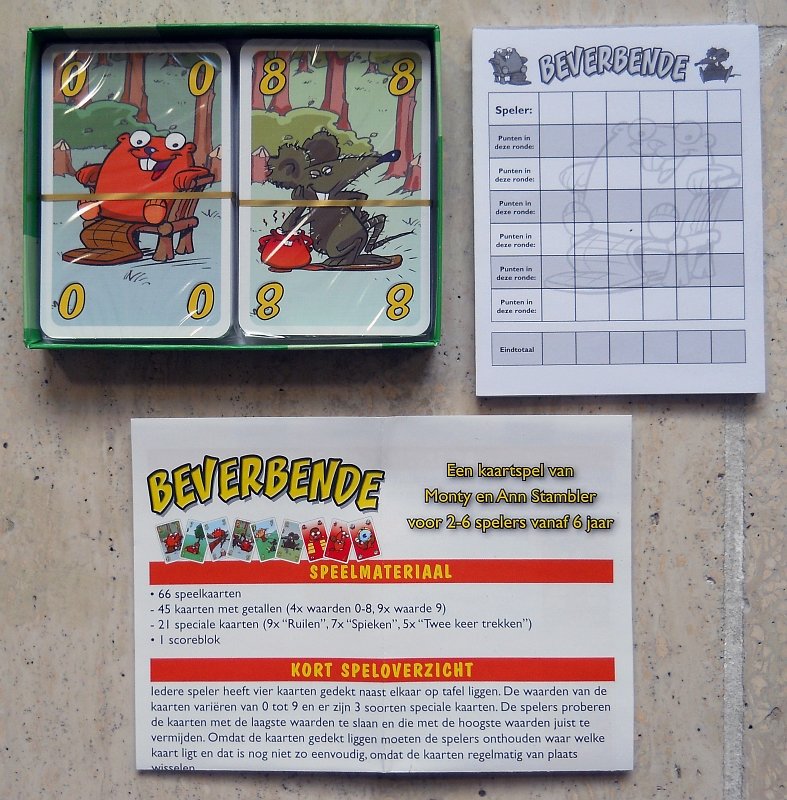 0 0
0 0
8 8
8 8
BEVERBENDE
Speler:
Punten in
deze ronde:
Punten in
deze ronde:
Punten in
deze ronde:
Punten in
deze ronde:
Punten in
deze ronde:
Punten in
deze ronde:
Eindtotaal
BEVERBENDE
Een kaartspel van
Monty en Ann Stambler
voor 2-6 spelers vanaf 6 jaar
SPEELMATERIAAL
• 66 speelkaarten
- 45 kaarten met getallen (4x waarden 0-8, 9x waarde 9)
- 21 speciale kaarten (9x “Ruilen”, 7x “Spieken”, 5x “Twee keer trekken”)
• 1 scoreblok
KORT SPELOVERZICHT
Iedere speler heeft vier kaarten gedekt naast elkaar op tafel liggen. De waarden van de
kaarten variëren van 0 tot 9 en er zijn 3 soorten speciale kaarten. De spelers proberen
de kaarten met de laagste waarden te slaan en die met de hoogste waarden juist te
vermijden. Omdat de kaarten gedekt liggen moeten de spelers onthouden waar welke
kaart ligt en dat is nog niet zo eenvoudig, omdat de kaarten regelmatig van plaats
wisselen.